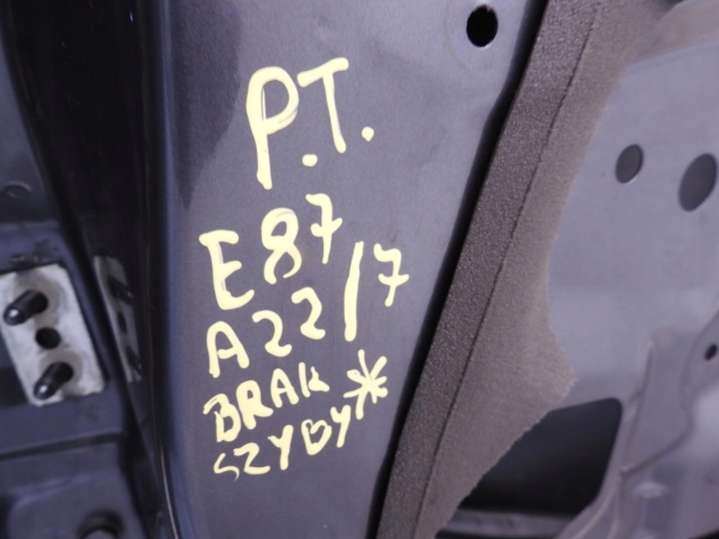 P.T.
E87
A22/7
BRAK *
SZYBY